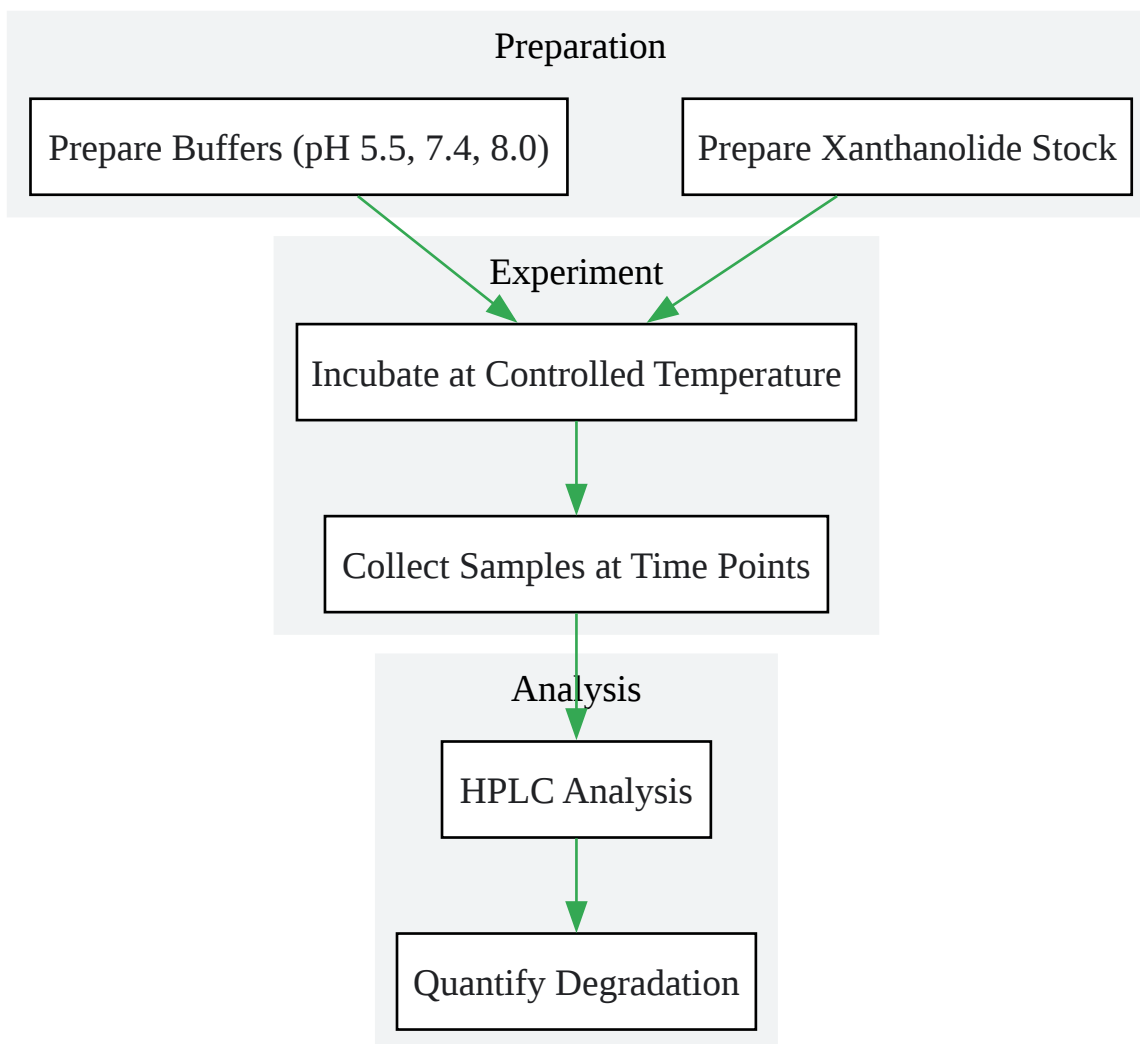 Preparation
Prepare Buffers (pH 5.5, 7.4, 8.0)
Prepare Xanthanolide Stock
Experiment
Incubate at Controlled Temperature
Collect Samples at Time Points
Analysis
HPLC Analysis
Quantify Degradation